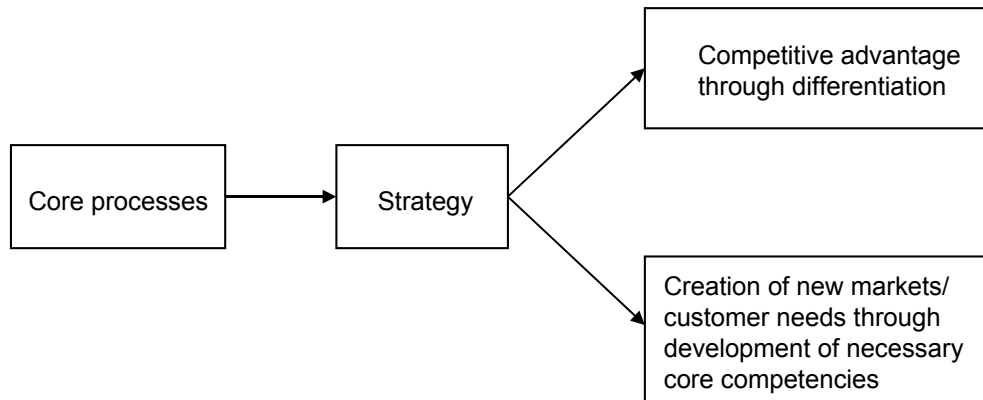 Competitive advantage
through differentiation
Core processes
Strategy
Creation of new markets/
customer needs through
development of necessary
core competencies